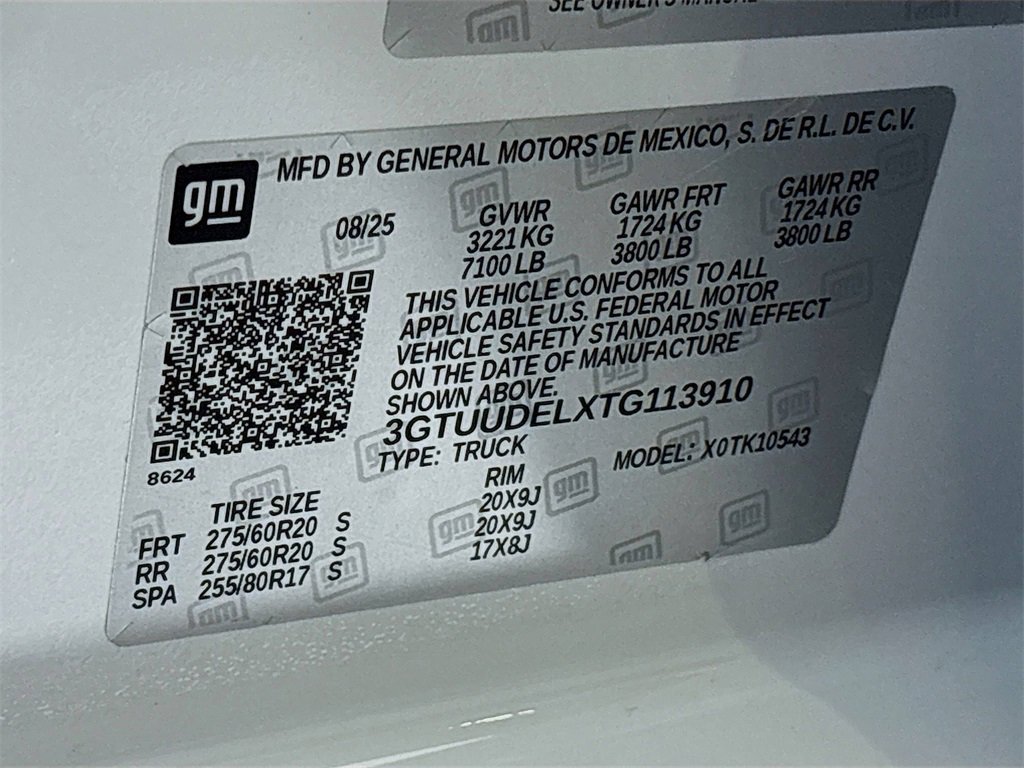 SEE OWNER'S MANUAL
gm
MFD BY GENERAL MOTORS DE MEXICO, S. DE R.L. DE C.V.
08/25
GVWR GAWR FRT GAWR RR
3221 KG 1724 KG 1724 KG
7100 LB 3800 LB 3800 LB
THIS VEHICLE CONFORMS TO ALL
APPLICABLE U.S. FEDERAL MOTOR
VEHICLE SAFETY STANDARDS IN EFFECT
ON THE DATE OF MANUFACTURE
SHOWN ABOVE.
3GTUUDELXTG113910
TYPE: TRUCK MODEL: X0TK10543
8624
TIRE SIZE RIM
FRT 275/60R20 S 20X9J
RR 275/60R20 S 20X9J
SPA 255/80R17 S 17X8J